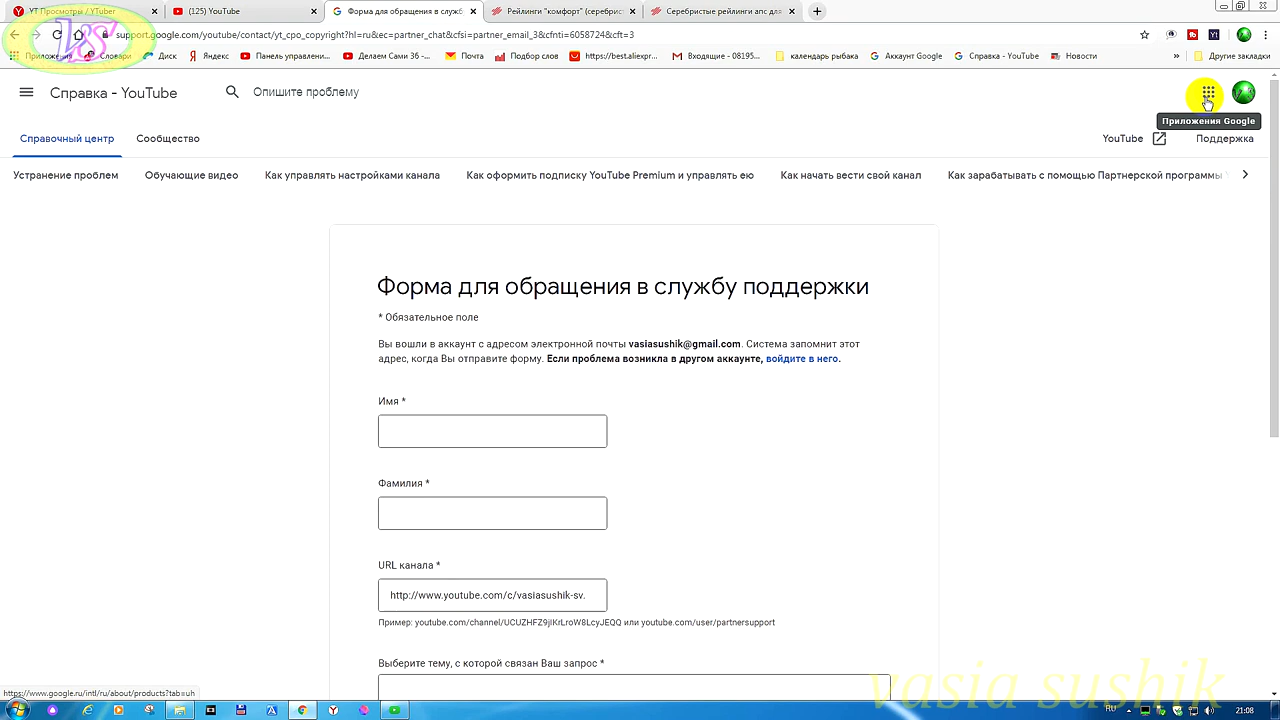 YT Просмотры / YTuber
(125) YouTube
Форма для обращения в служб
Рейлинги "комфорт" (серебрис
Серебристые рейлинги апс для
support.google.com/youtube/contact/yt_cpo_copyright?hl=ru&ec=partner_chat&cfsi=partner_email_3&cfnti=6058724&cft=3
Приложения
Словари
Диск
Яндекс
Панель управлени...
Делаем Сами 36 -...
Почта
Подбор слов
https://best.aliexpr...
Входящие - 08195...
календарь рыбака
Аккаунт Google
Справка - YouTube
Новости
»
Другие закладки
VS
Справка - YouTube
Опишите проблему
Приложения Google
Справочный центр
Сообщество
YouTube
Поддержка
Устранение проблем
Обучающие видео
Как управлять настройками канала
Как оформить подписку YouTube Premium и управлять ею
Как начать вести свой канал
Как зарабатывать с помощью Партнерской программы
Форма для обращения в службу поддержки
* Обязательное поле
Вы вошли в аккаунт с адресом электронной почты vasiasushik@gmail.com. Система запомнит этот
адрес, когда Вы отправите форму. Если проблема возникла в другом аккаунте, войдите в него.
Имя *
Фамилия *
URL канала *
http://www.youtube.com/c/vasiasushik-sv.
Пример: youtube.com/channel/UCUZHFZ9jIKrLroW8LcyJEQQ или youtube.com/user/partnersupport
Выберите тему, с которой связан Ваш запрос *
vasia sushik
https://www.google.ru/intl/ru/about/products?tab=uh
RU
21:08